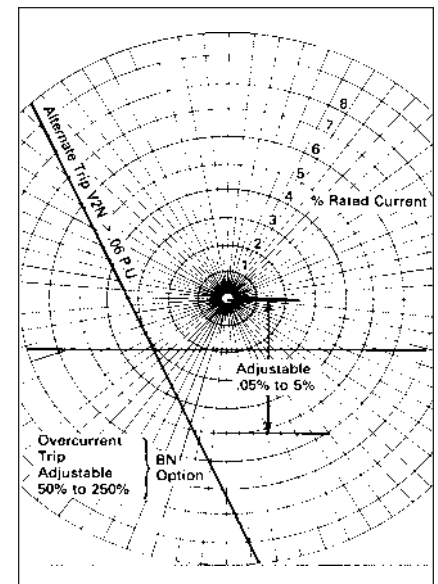 8
7
6
5
4
% Rated Current
3
2
1
Alternate Trip V2N > .06 P.U.
Adjustable
.05% to 5%
Overcurrent
Trip
Adjustable
50% to 250%
BN
Option